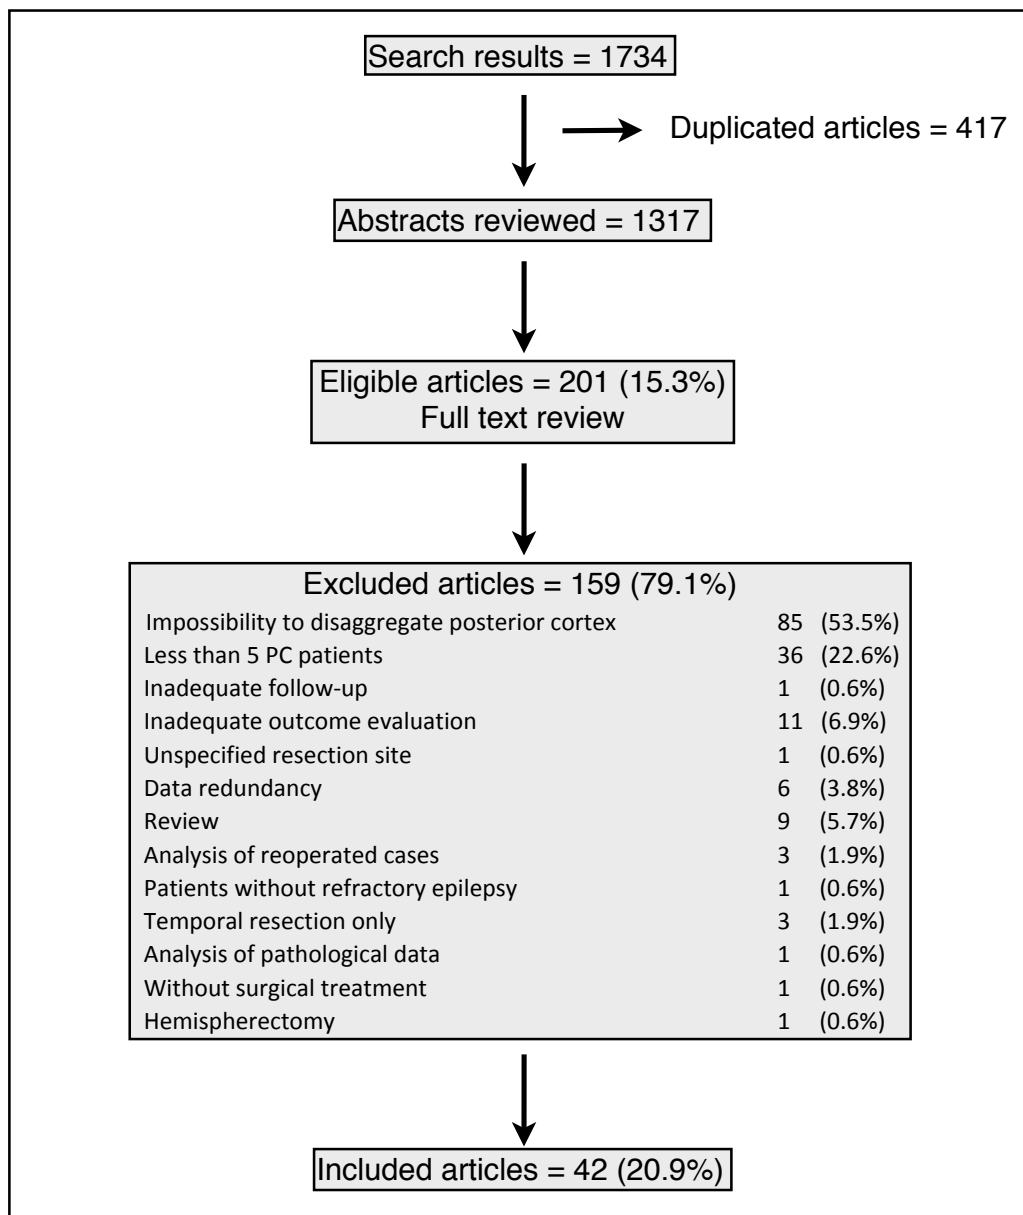 Search results = 1734
Duplicated articles = 417
Abstracts reviewed = 1317
Eligible articles = 201 (15.3%)
Full text review
Excluded articles = 159 (79.1%)
Impossibility to disaggregate posterior cortex 85 (53.5%)
Less than 5 PC patients 36 (22.6%)
Inadequate follow-up 1 (0.6%)
Inadequate outcome evaluation 11 (6.9%)
Unspecified resection site 1 (0.6%)
Data redundancy 6 (3.8%)
Review 9 (5.7%)
Analysis of reoperated cases 3 (1.9%)
Patients without refractory epilepsy 1 (0.6%)
Temporal resection only 3 (1.9%)
Analysis of pathological data 1 (0.6%)
Without surgical treatment 1 (0.6%)
Hemispherectomy 1 (0.6%)
Included articles = 42 (20.9%)